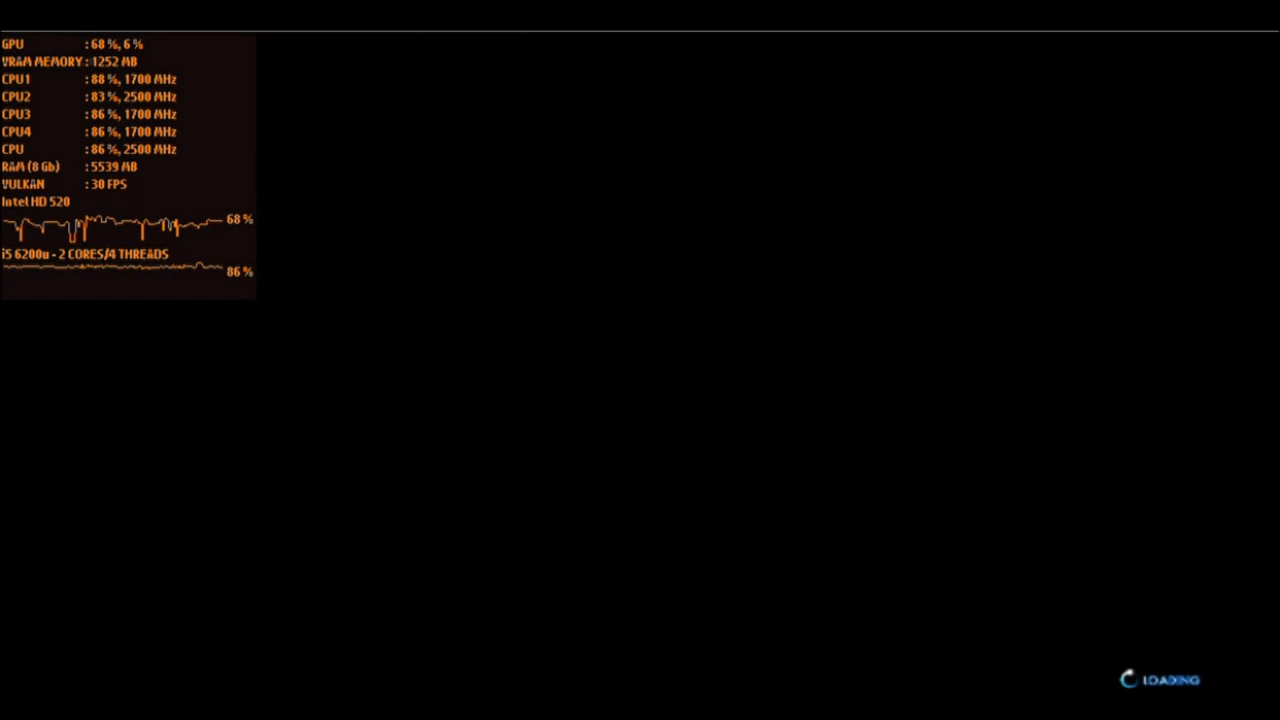 GPU : 68 %, 6 %
VRAM MEMORY : 1252 MB
CPU1 : 88 %, 1700 MHz
CPU2 : 83 %, 2500 MHz
CPU3 : 86 %, 1700 MHz
CPU4 : 86 %, 1700 MHz
CPU : 86 %, 2500 MHz
RAM (8 Gb) : 5539 MB
VULKAN : 30 FPS
Intel HD 520
68 %
i5 6200u - 2 CORES/4 THREADS
86 %
LOADING